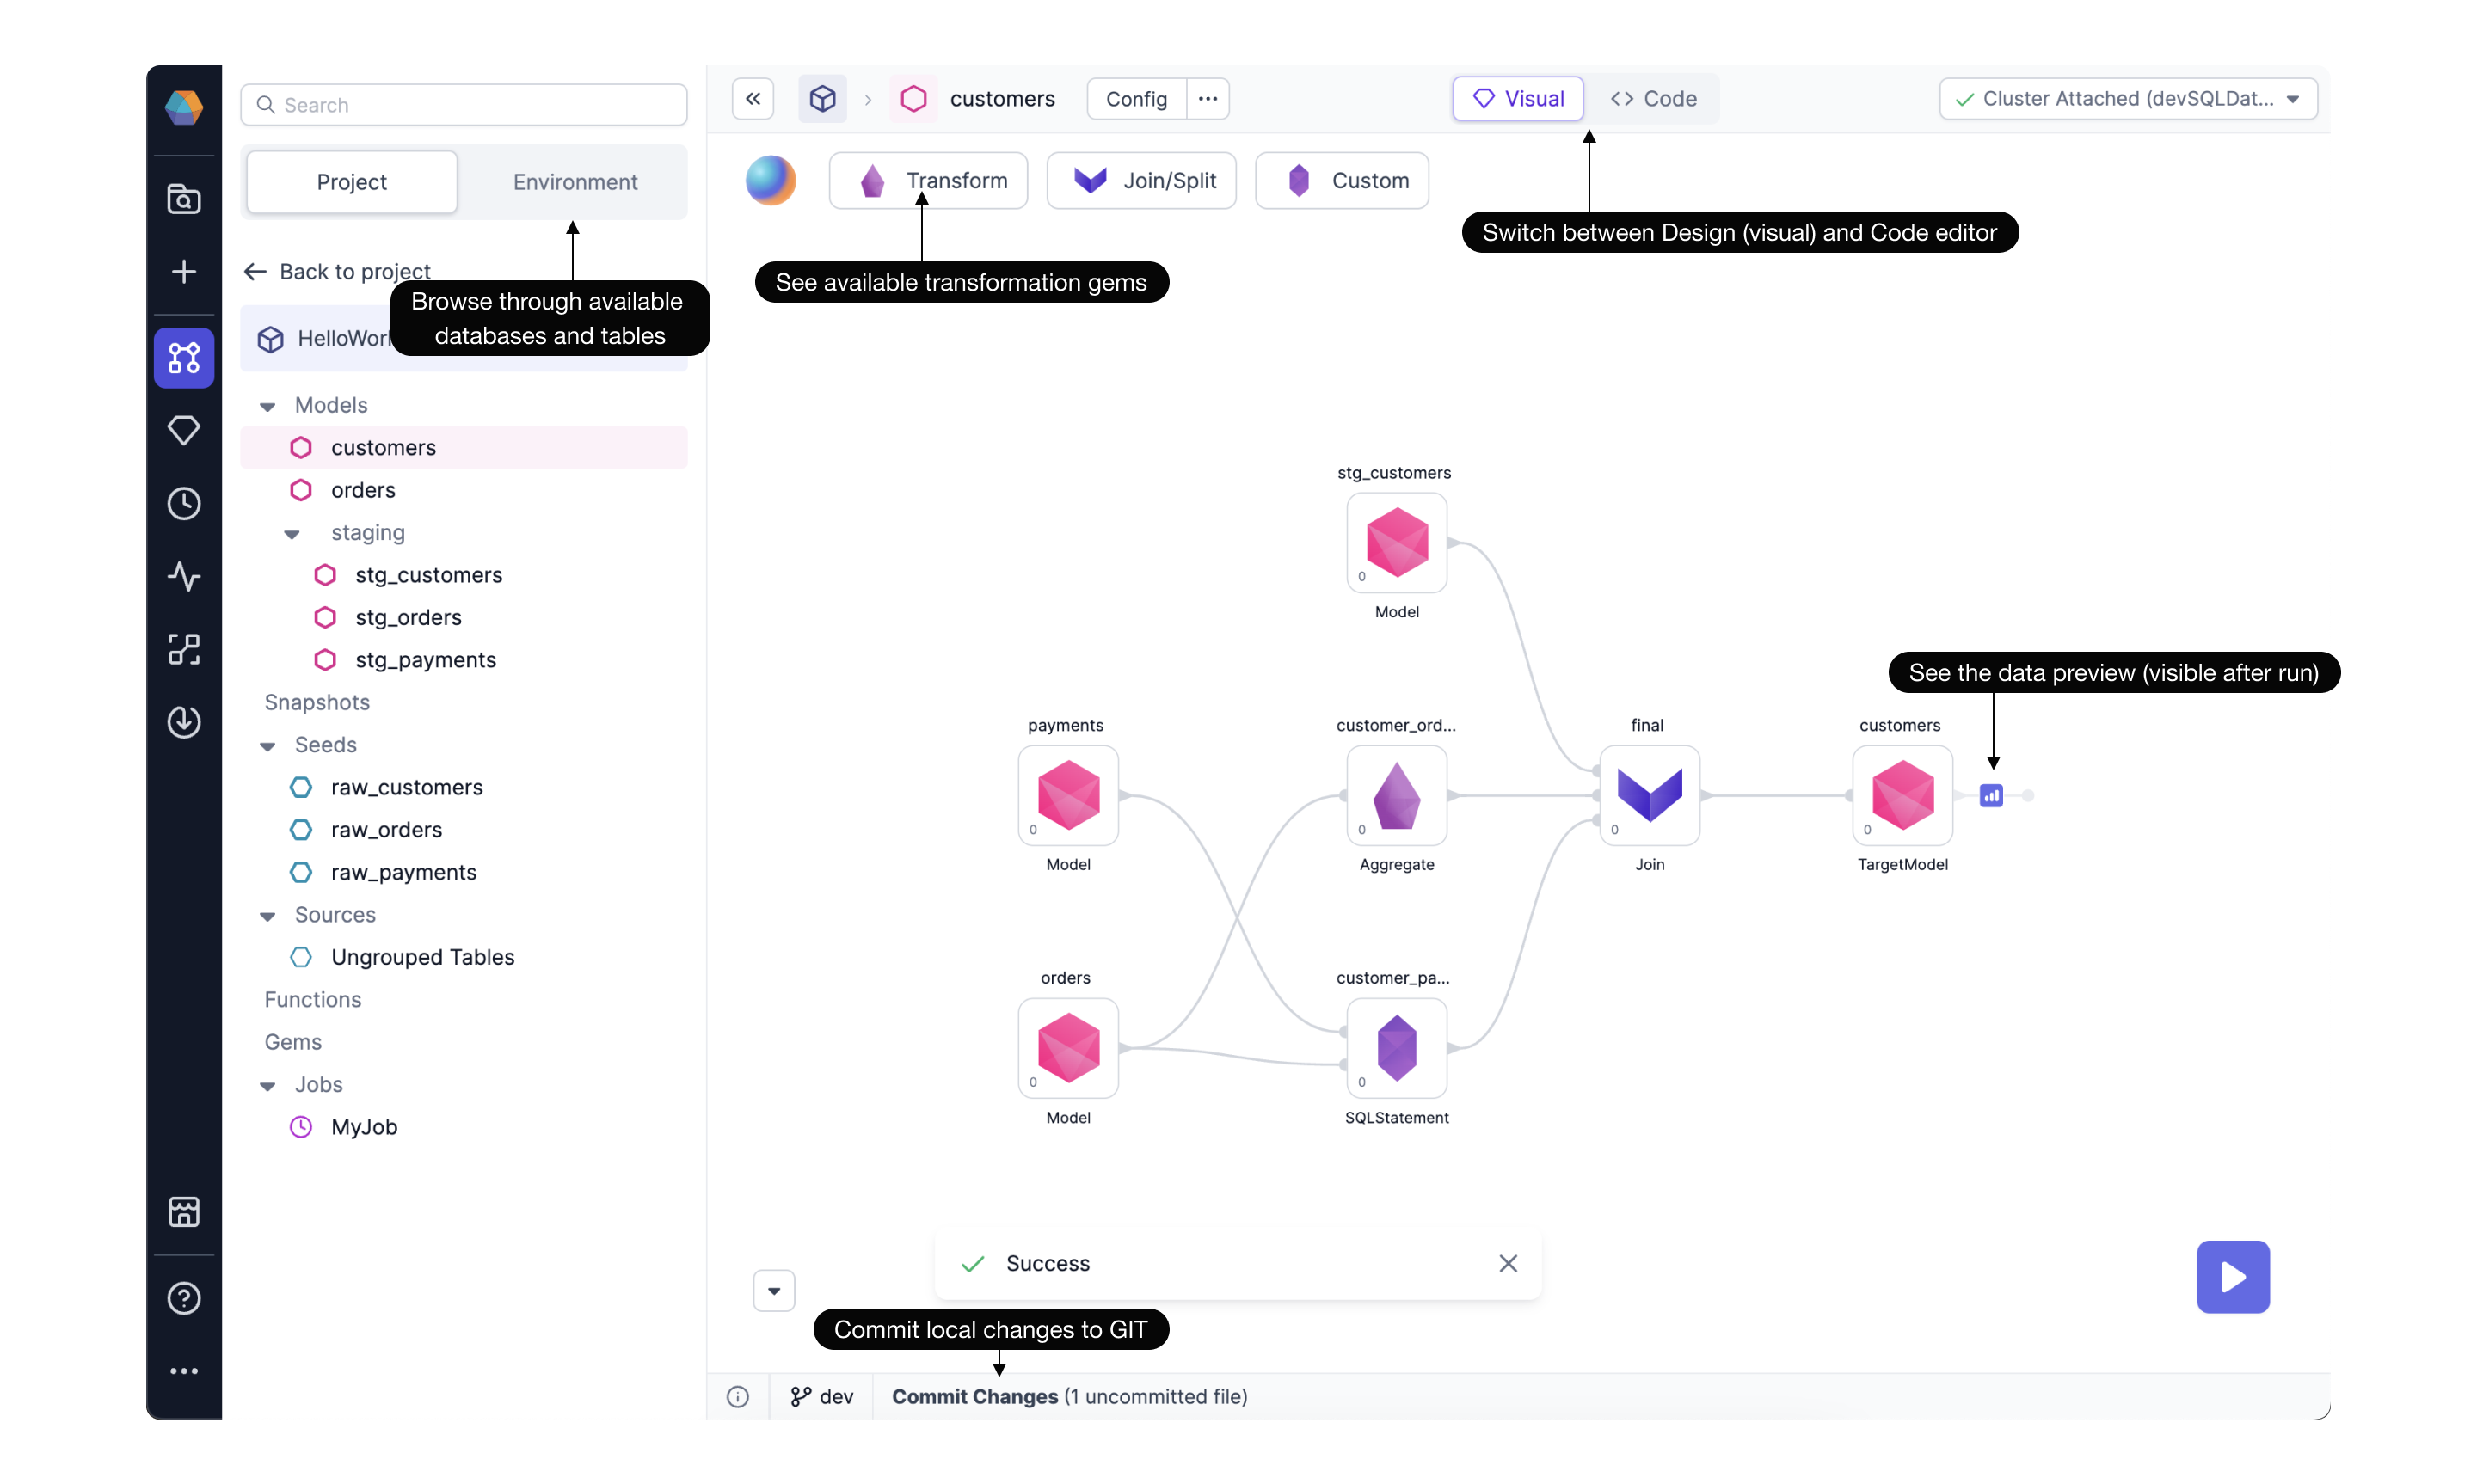 Search
Project
Environment
Back to project
Browse through available
databases and tables
Models
customers
orders
staging
stg_customers
stg_orders
stg_payments
Snapshots
Seeds
raw_customers
raw_orders
raw_payments
Sources
Ungrouped Tables
Functions
Gems
Jobs
MyJob
customers
Config
Visual
Code
Cluster Attached (devSQLDat...
Transform
Join/Split
Custom
See available transformation gems
Switch between Design (visual) and Code editor
stg_customers
0
Model
See the data preview (visible after run)
payments
0
Model
customer_ord...
0
Aggregate
final
0
Join
customers
0
TargetModel
orders
0
Model
customer_pa...
0
SQLStatement
Success
Commit local changes to GIT
dev
Commit Changes (1 uncommitted file)